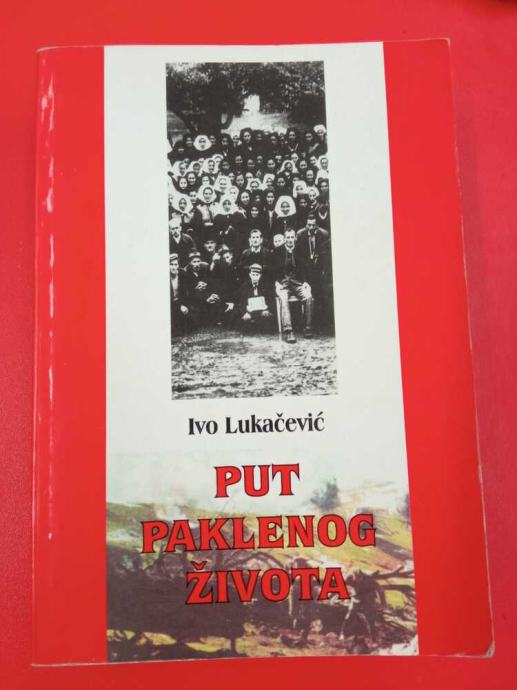 Ivo Lukačević
PUT
PAKLENOG
ŽIVOTA